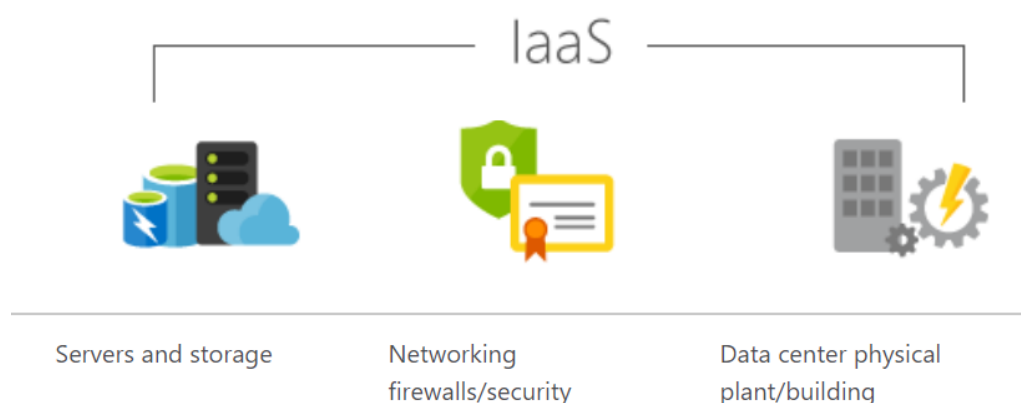 IaaS
Servers and storage
Networking
firewalls/security
Data center physical
plant/building